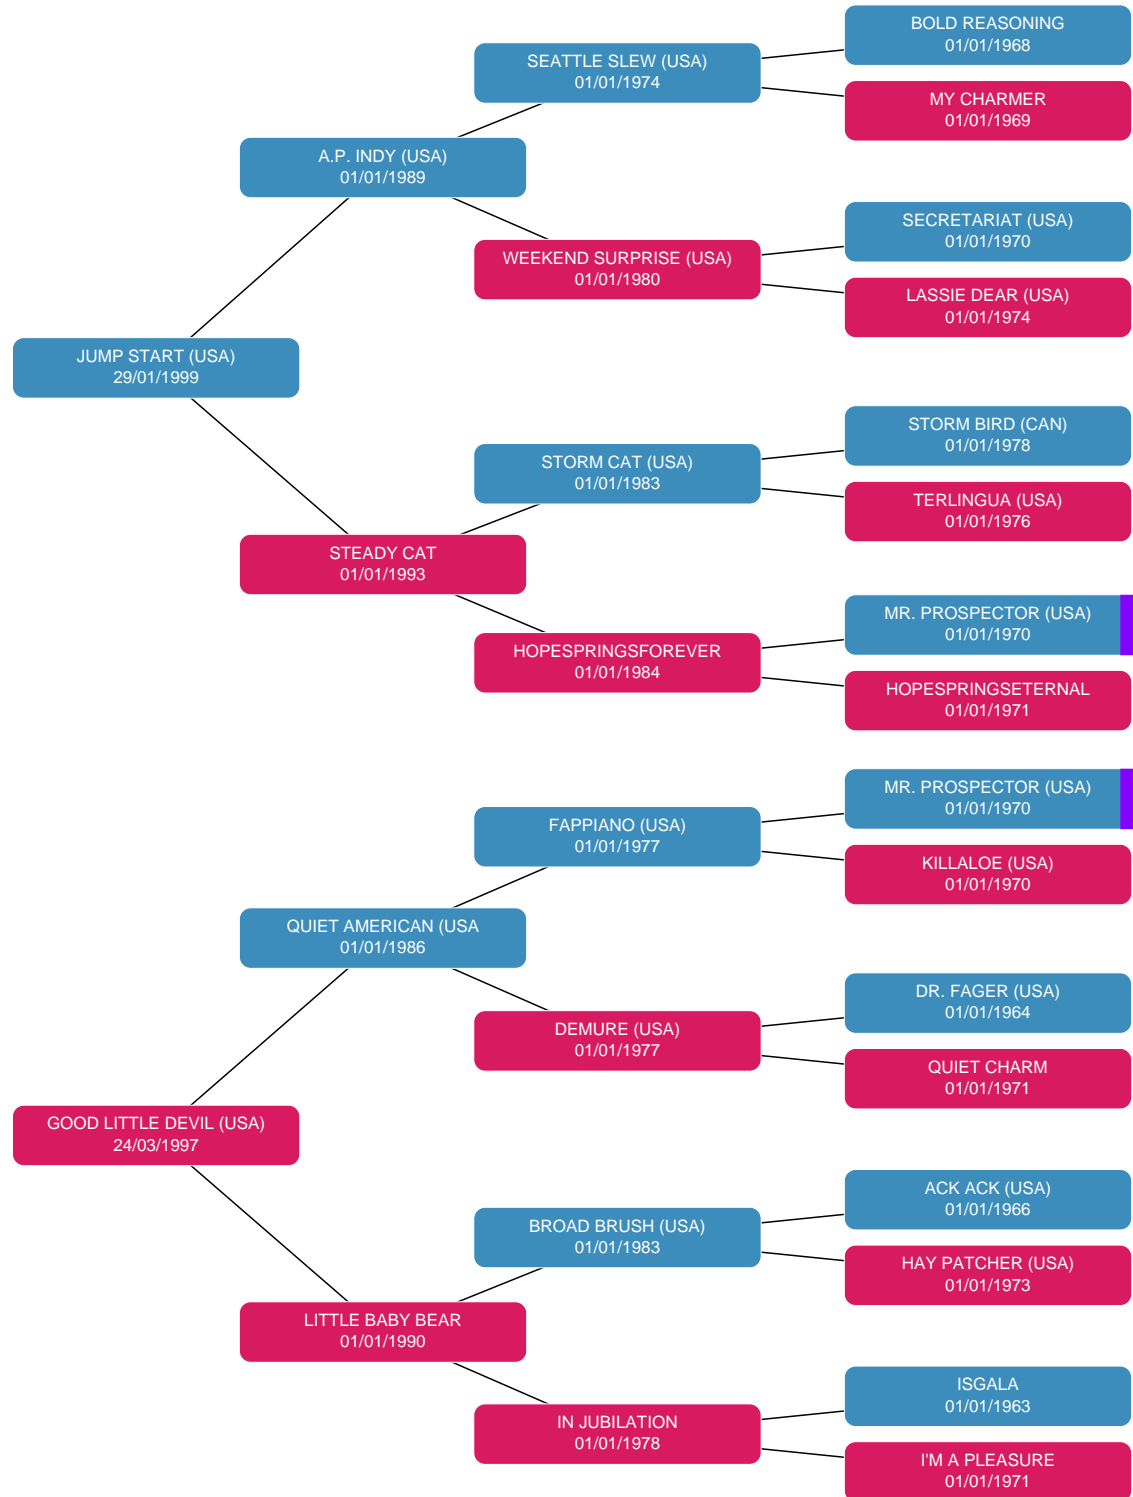 BOLD REASONING
01/01/1968
SEATTLE SLEW (USA)
01/01/1974
MY CHARMER
01/01/1969
A.P. INDY (USA)
01/01/1989
SECRETARIAT (USA)
01/01/1970
WEEKEND SURPRISE (USA)
01/01/1980
LASSIE DEAR (USA)
01/01/1974
JUMP START (USA)
29/01/1999
STORM BIRD (CAN)
01/01/1978
STORM CAT (USA)
01/01/1983
TERLINGUA (USA)
01/01/1976
STEADY CAT
01/01/1993
MR. PROSPECTOR (USA)
01/01/1970
HOPESPRINGSFOREVER
01/01/1984
HOPESPRINGSETERNAL
01/01/1971
MR. PROSPECTOR (USA)
01/01/1970
FAPPIANO (USA)
01/01/1977
KILLALOE (USA)
01/01/1970
QUIET AMERICAN (USA
01/01/1986
DR. FAGER (USA)
01/01/1964
DEMURE (USA)
01/01/1977
QUIET CHARM
01/01/1971
GOOD LITTLE DEVIL (USA)
24/03/1997
ACK ACK (USA)
01/01/1966
BROAD BRUSH (USA)
01/01/1983
HAY PATCHER (USA)
01/01/1973
LITTLE BABY BEAR
01/01/1990
ISGALA
01/01/1963
IN JUBILATION
01/01/1978
I'M A PLEASURE
01/01/1971